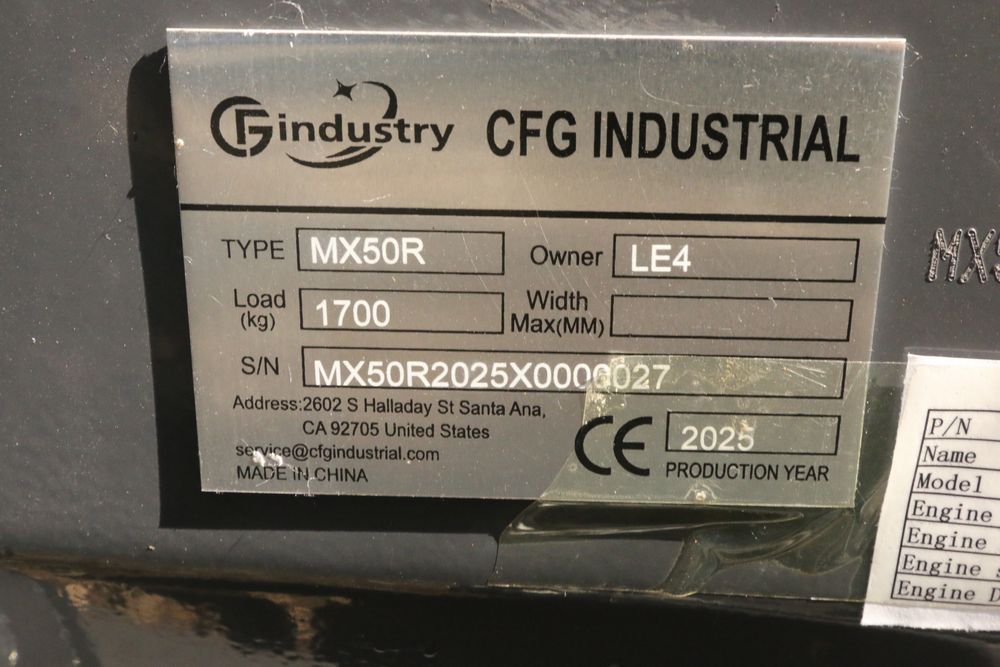 CFG industry CFG INDUSTRIAL
TYPE MX50R Owner LE4
Load (kg) 1700 Width Max(MM)
S/N MX50R2025X0000027
Address:2602 S Halladay St Santa Ana,
CA 92705 United States
service@cfgindustrial.com
MADE IN CHINA
CE 2025
PRODUCTION YEAR
P/N
Name
Model
Engine
Engine
Engine
Engine D